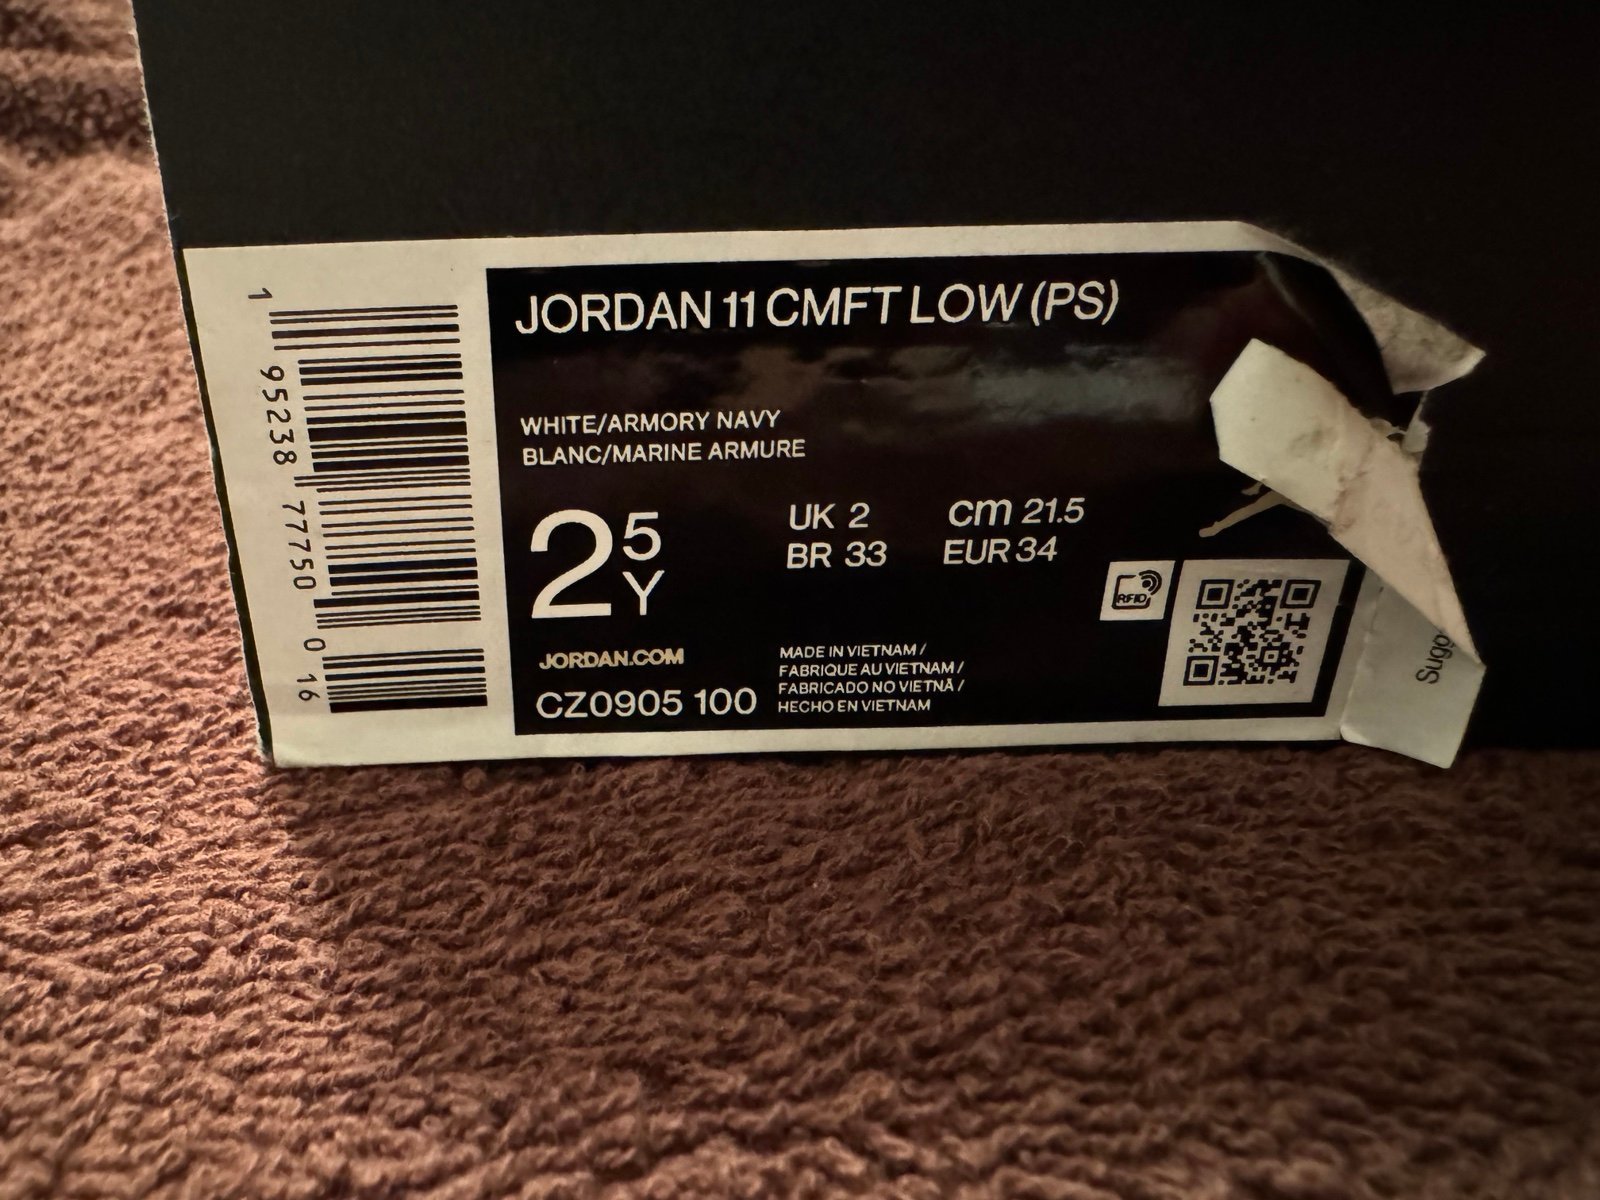 1 95238 77750 0 16
JORDAN 11 CMFT LOW (PS)
WHITE/ARMORY NAVY
BLANC/MARINE ARMURE
2 5 Y
UK 2 cm 21.5
BR 33 EUR 34
RFID
JORDAN.COM
CZ0905 100
MADE IN VIETNAM /
FABRIQUE AU VIETNAM /
FABRICADO NO VIETNÃ /
HECHO EN VIETNAM